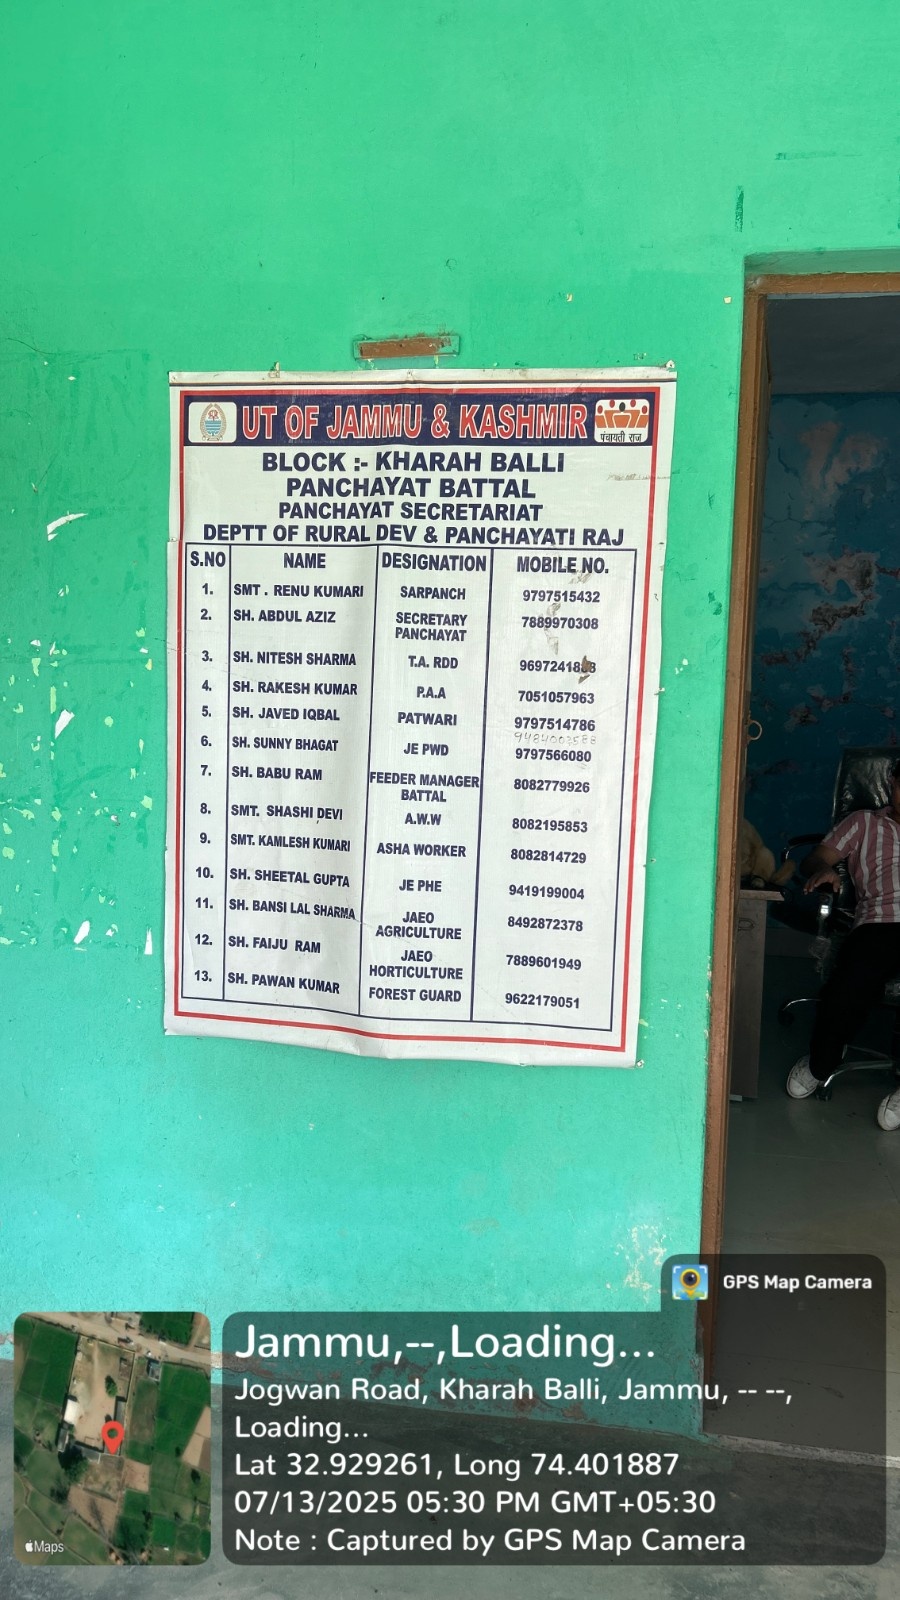 UT OF JAMMU & KASHMIR
पंचायती राज
BLOCK :- KHARAH BALLI
PANCHAYAT BATTAL
PANCHAYAT SECRETARIAT
DEPTT OF RURAL DEV & PANCHAYATI RAJ
S.NO NAME DESIGNATION MOBILE NO.
1. SMT . RENU KUMARI SARPANCH 9797515432
2. SH. ABDUL AZIZ SECRETARY PANCHAYAT 7889970308
3. SH. NITESH SHARMA T.A. RDD
4. SH. RAKESH KUMAR P.A.A 7051057963
5. SH. JAVED IQBAL PATWARI 9797514786
6. SH. SUNNY BHAGAT JE PWD 9797566080
7. SH. BABU RAM FEEDER MANAGER BATTAL 8082779926
8. SMT. SHASHI DEVI A.W.W 8082195853
9. SMT. KAMLESH KUMARI ASHA WORKER 8082814729
10. SH. SHEETAL GUPTA JE PHE 9419199004
11. SH. BANSI LAL SHARMA JAEO AGRICULTURE 8492872378
12. SH. FAIJU RAM JAEO HORTICULTURE 7889601949
13. SH. PAWAN KUMAR FOREST GUARD 9622179051
GPS Map Camera
Jammu,--,Loading...
Jogwan Road, Kharah Balli, Jammu, -- --,
Loading...
Lat 32.929261, Long 74.401887
07/13/2025 05:30 PM GMT+05:30
Note : Captured by GPS Map Camera
Maps